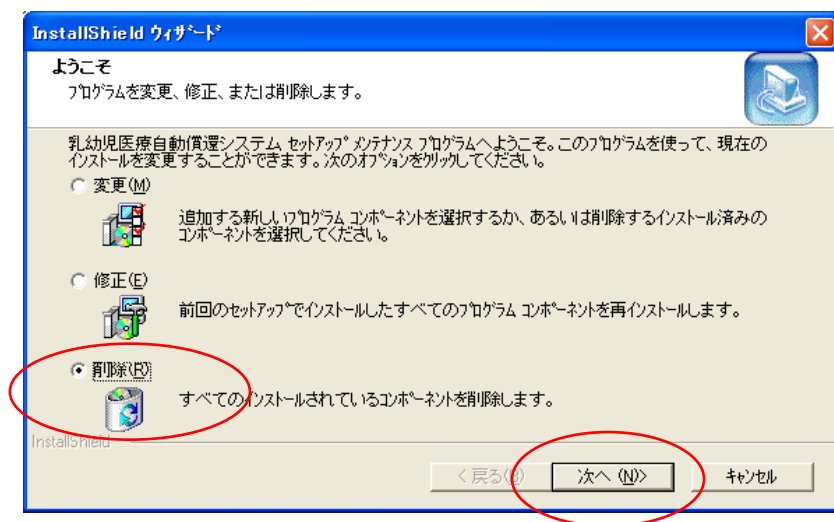 InstallShield ウィザード
ようこそ
プログラムを変更、修正、または削除します。
乳幼児医療自動償還システム セットアップ メンテナンス プログラムへようこそ。このプログラムを使って、現在の
インストールを変更することができます。次のオプションをクリックしてください。
変更(M)
追加する新しいプログラム コンポーネントを選択するか、あるいは削除するインストール済みの
コンポーネントを選択してください。
修正(E)
前回のセットアップでインストールしたすべてのプログラム コンポーネントを再インストールします。
削除(R)
すべてのインストールされているコンポーネントを削除します。
InstallShield
< 戻る(B) 次へ (N)> キャンセル